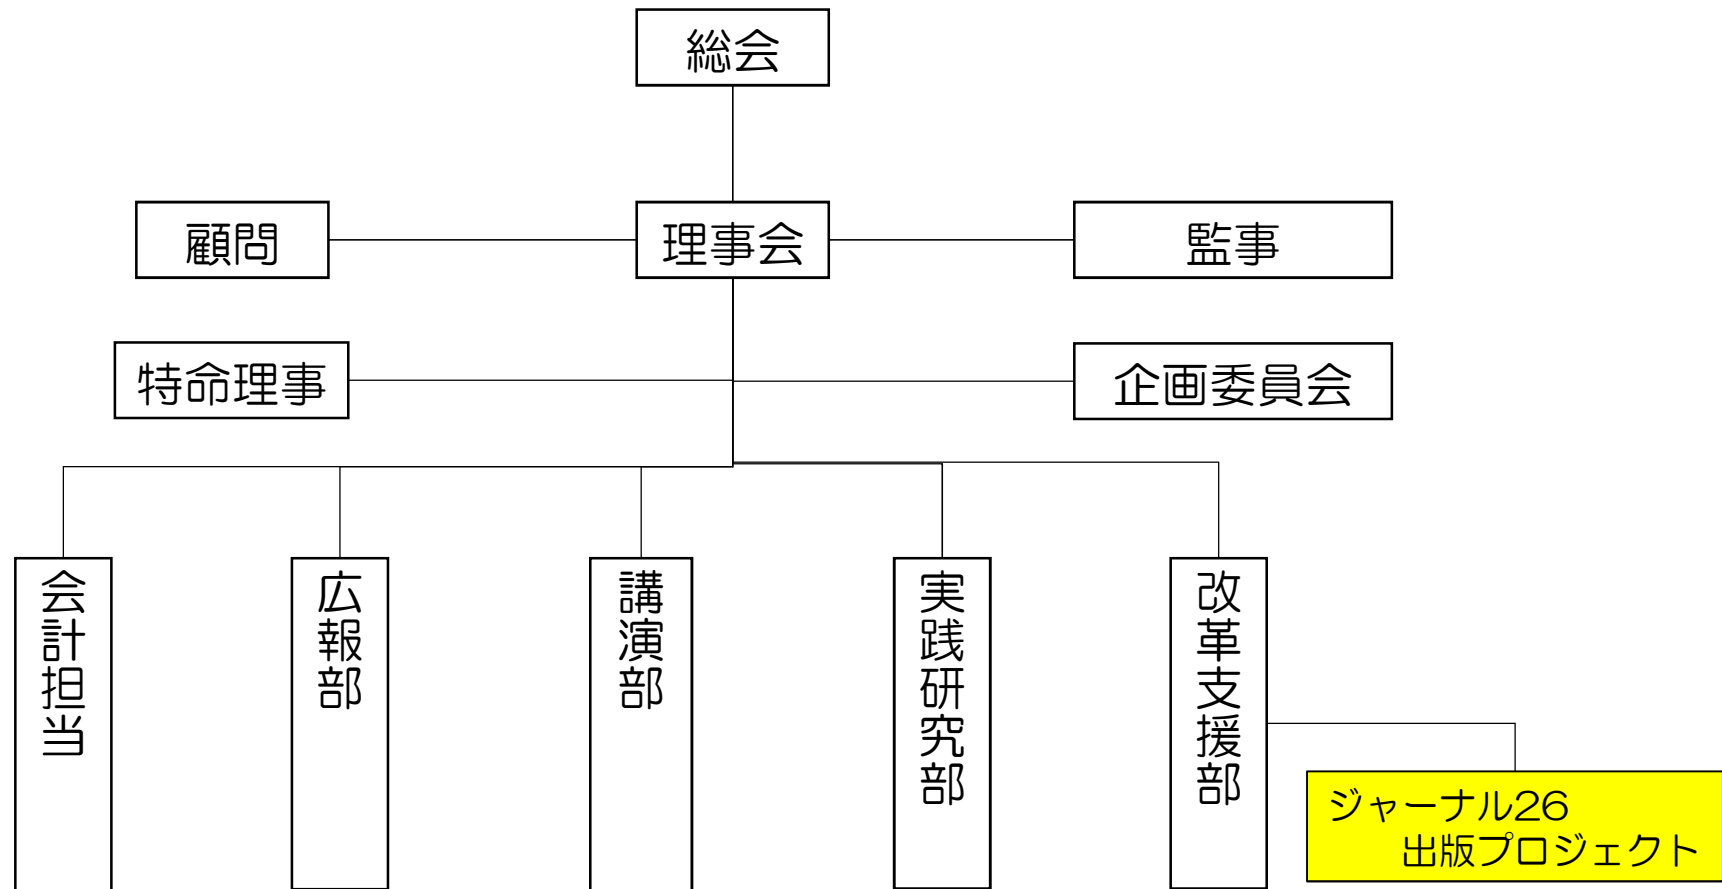 総会
顧問
理事会
監事
特命理事
企画委員会
会計担当
広報部
講演部
実践研究部
改革支援部
ジャーナル26
出版プロジェクト